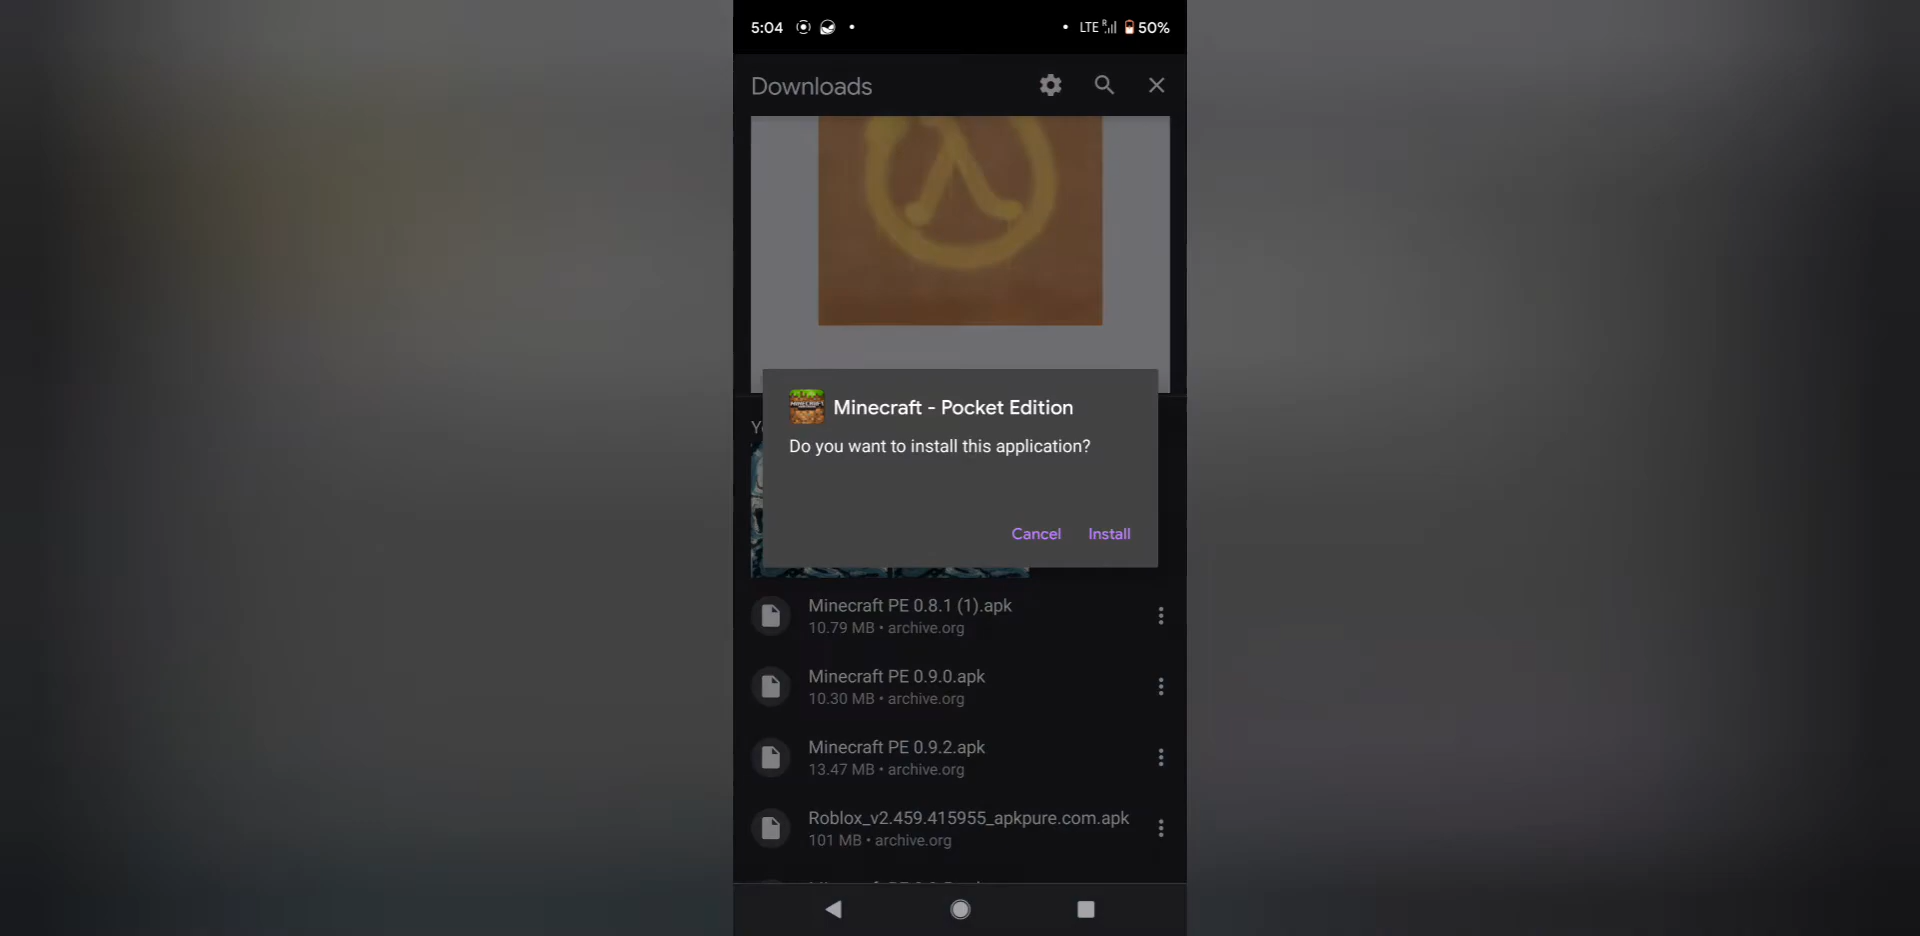 5:04
LTE R 50%
Downloads
Minecraft - Pocket Edition
Do you want to install this application?
Cancel Install
Minecraft PE 0.8.1 (1).apk
10.79 MB • archive.org
Minecraft PE 0.9.0.apk
10.30 MB • archive.org
Minecraft PE 0.9.2.apk
13.47 MB • archive.org
Roblox_v2.459.415955_apkpure.com.apk
101 MB • archive.org